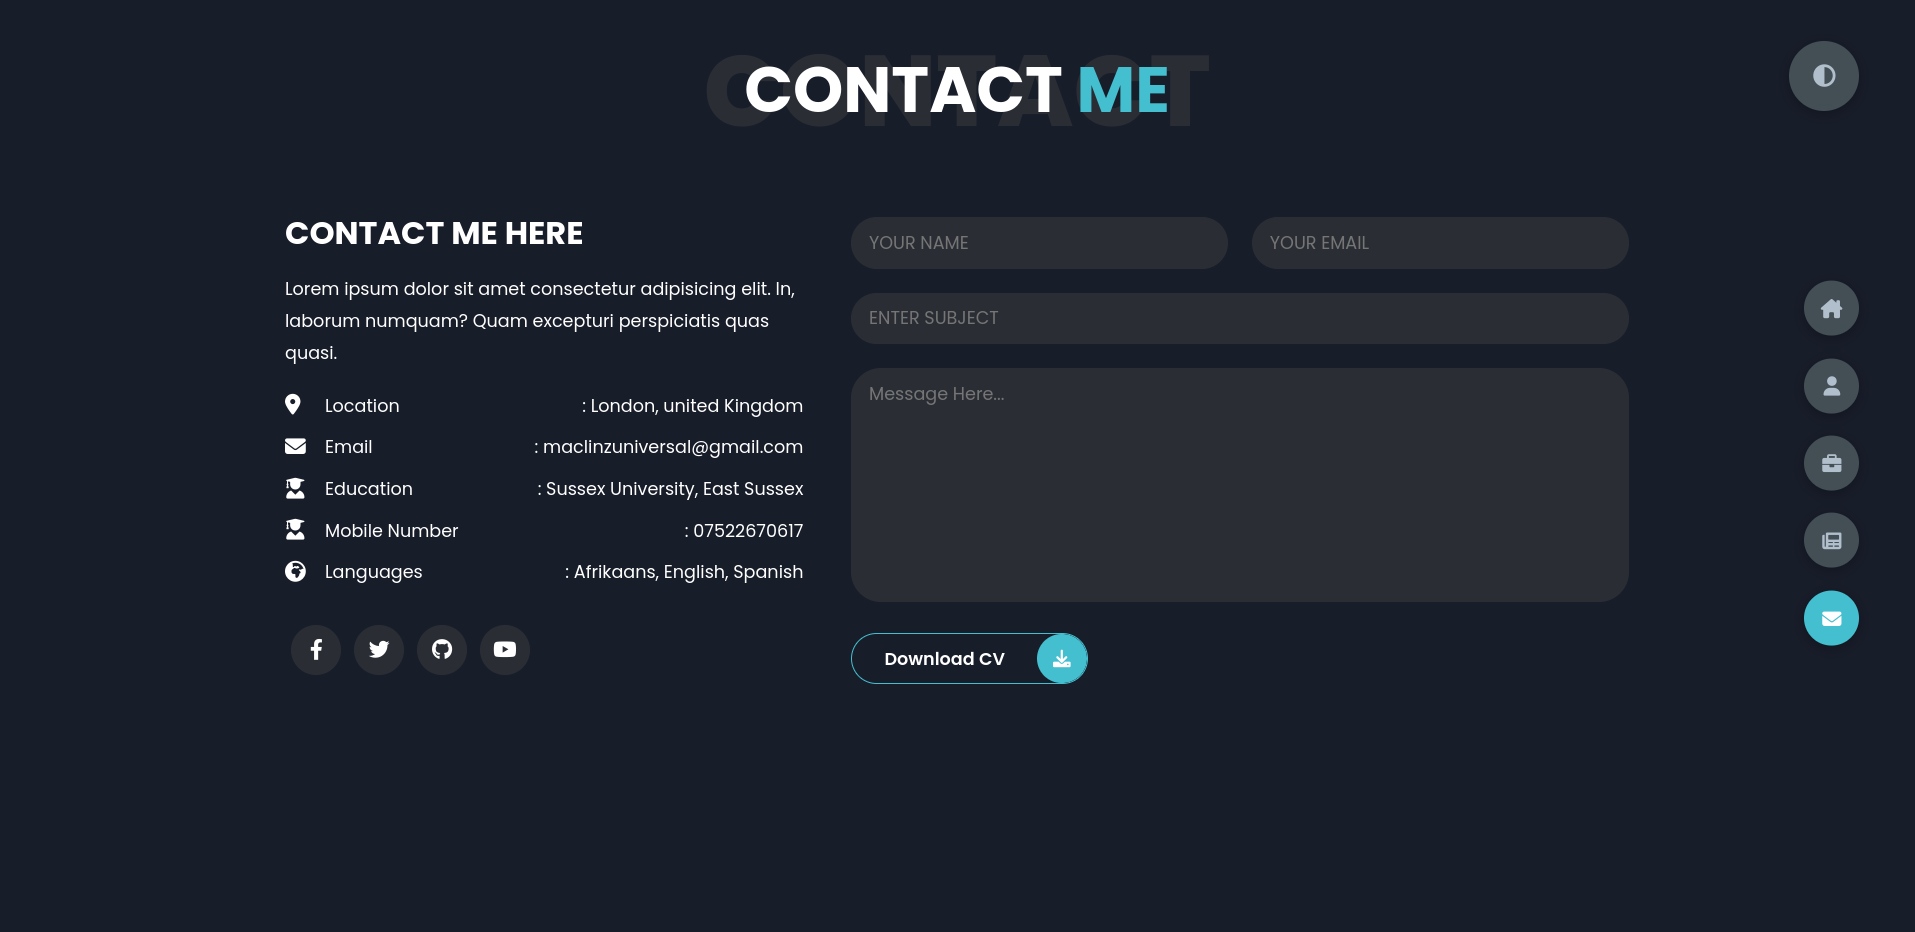 CONTACT
CONTACT ME
CONTACT ME HERE
Lorem ipsum dolor sit amet consectetur adipisicing elit. In,
laborum numquam? Quam excepturi perspiciatis quas
quasi.
Location : London, united Kingdom
Email : maclinzuniversal@gmail.com
Education : Sussex University, East Sussex
Mobile Number : 07522670617
Languages : Afrikaans, English, Spanish
YOUR NAME
YOUR EMAIL
ENTER SUBJECT
Message Here...
Download CV